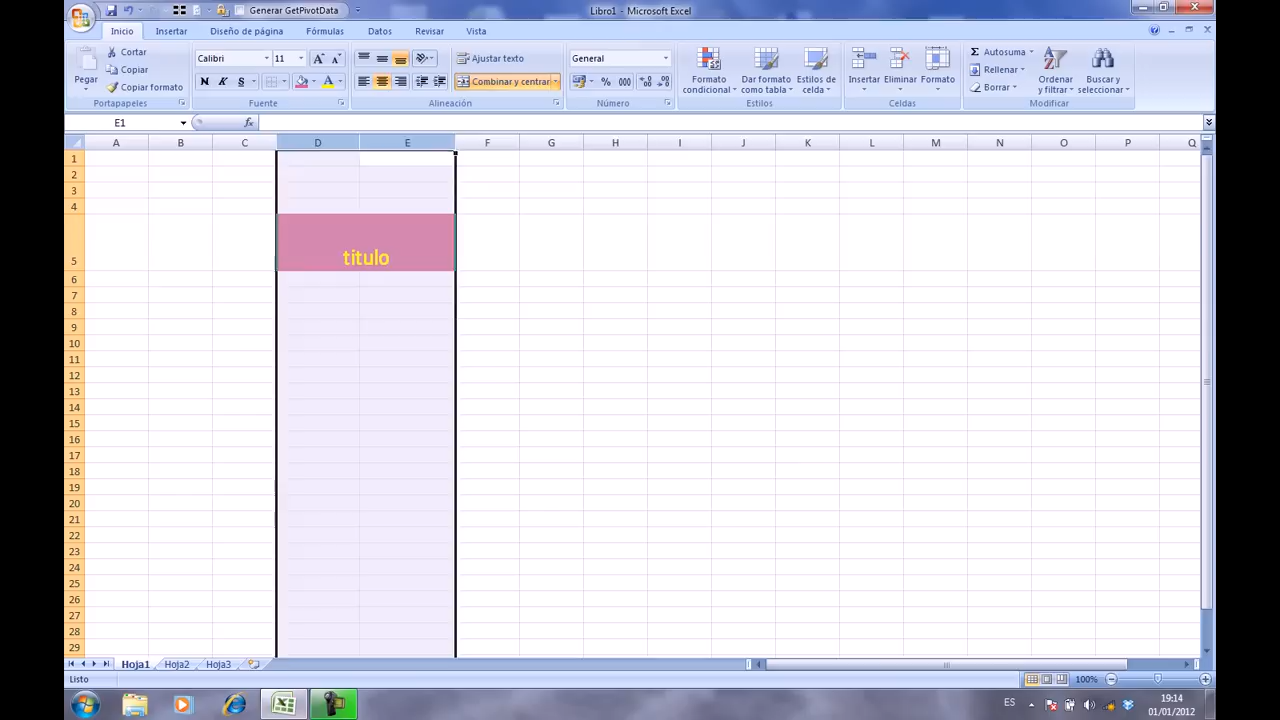 Generar GetPivotData
Libro1 - Microsoft Excel
Inicio Insertar Diseño de página Fórmulas Datos Revisar Vista
Pegar
Cortar
Copiar
Copiar formato
Portapapeles
Calibri 11
N K S
Fuente
Ajustar texto
Combinar y centrar
Alineación
General
% 000
Número
Formato condicional
Dar formato como tabla
Estilos de celda
Estilos
Insertar Eliminar Formato
Celdas
Autosuma
Rellenar
Borrar
Ordenar y filtrar
Buscar y seleccionar
Modificar
E1 fx
A B C D E F G H I J K L M N O P Q
1
2
3
4
5 titulo
6
7
8
9
10
11
12
13
14
15
16
17
18
19
20
21
22
23
24
25
26
27
28
29
Hoja1 Hoja2 Hoja3
Listo 100%
ES 19:14
01/01/2012